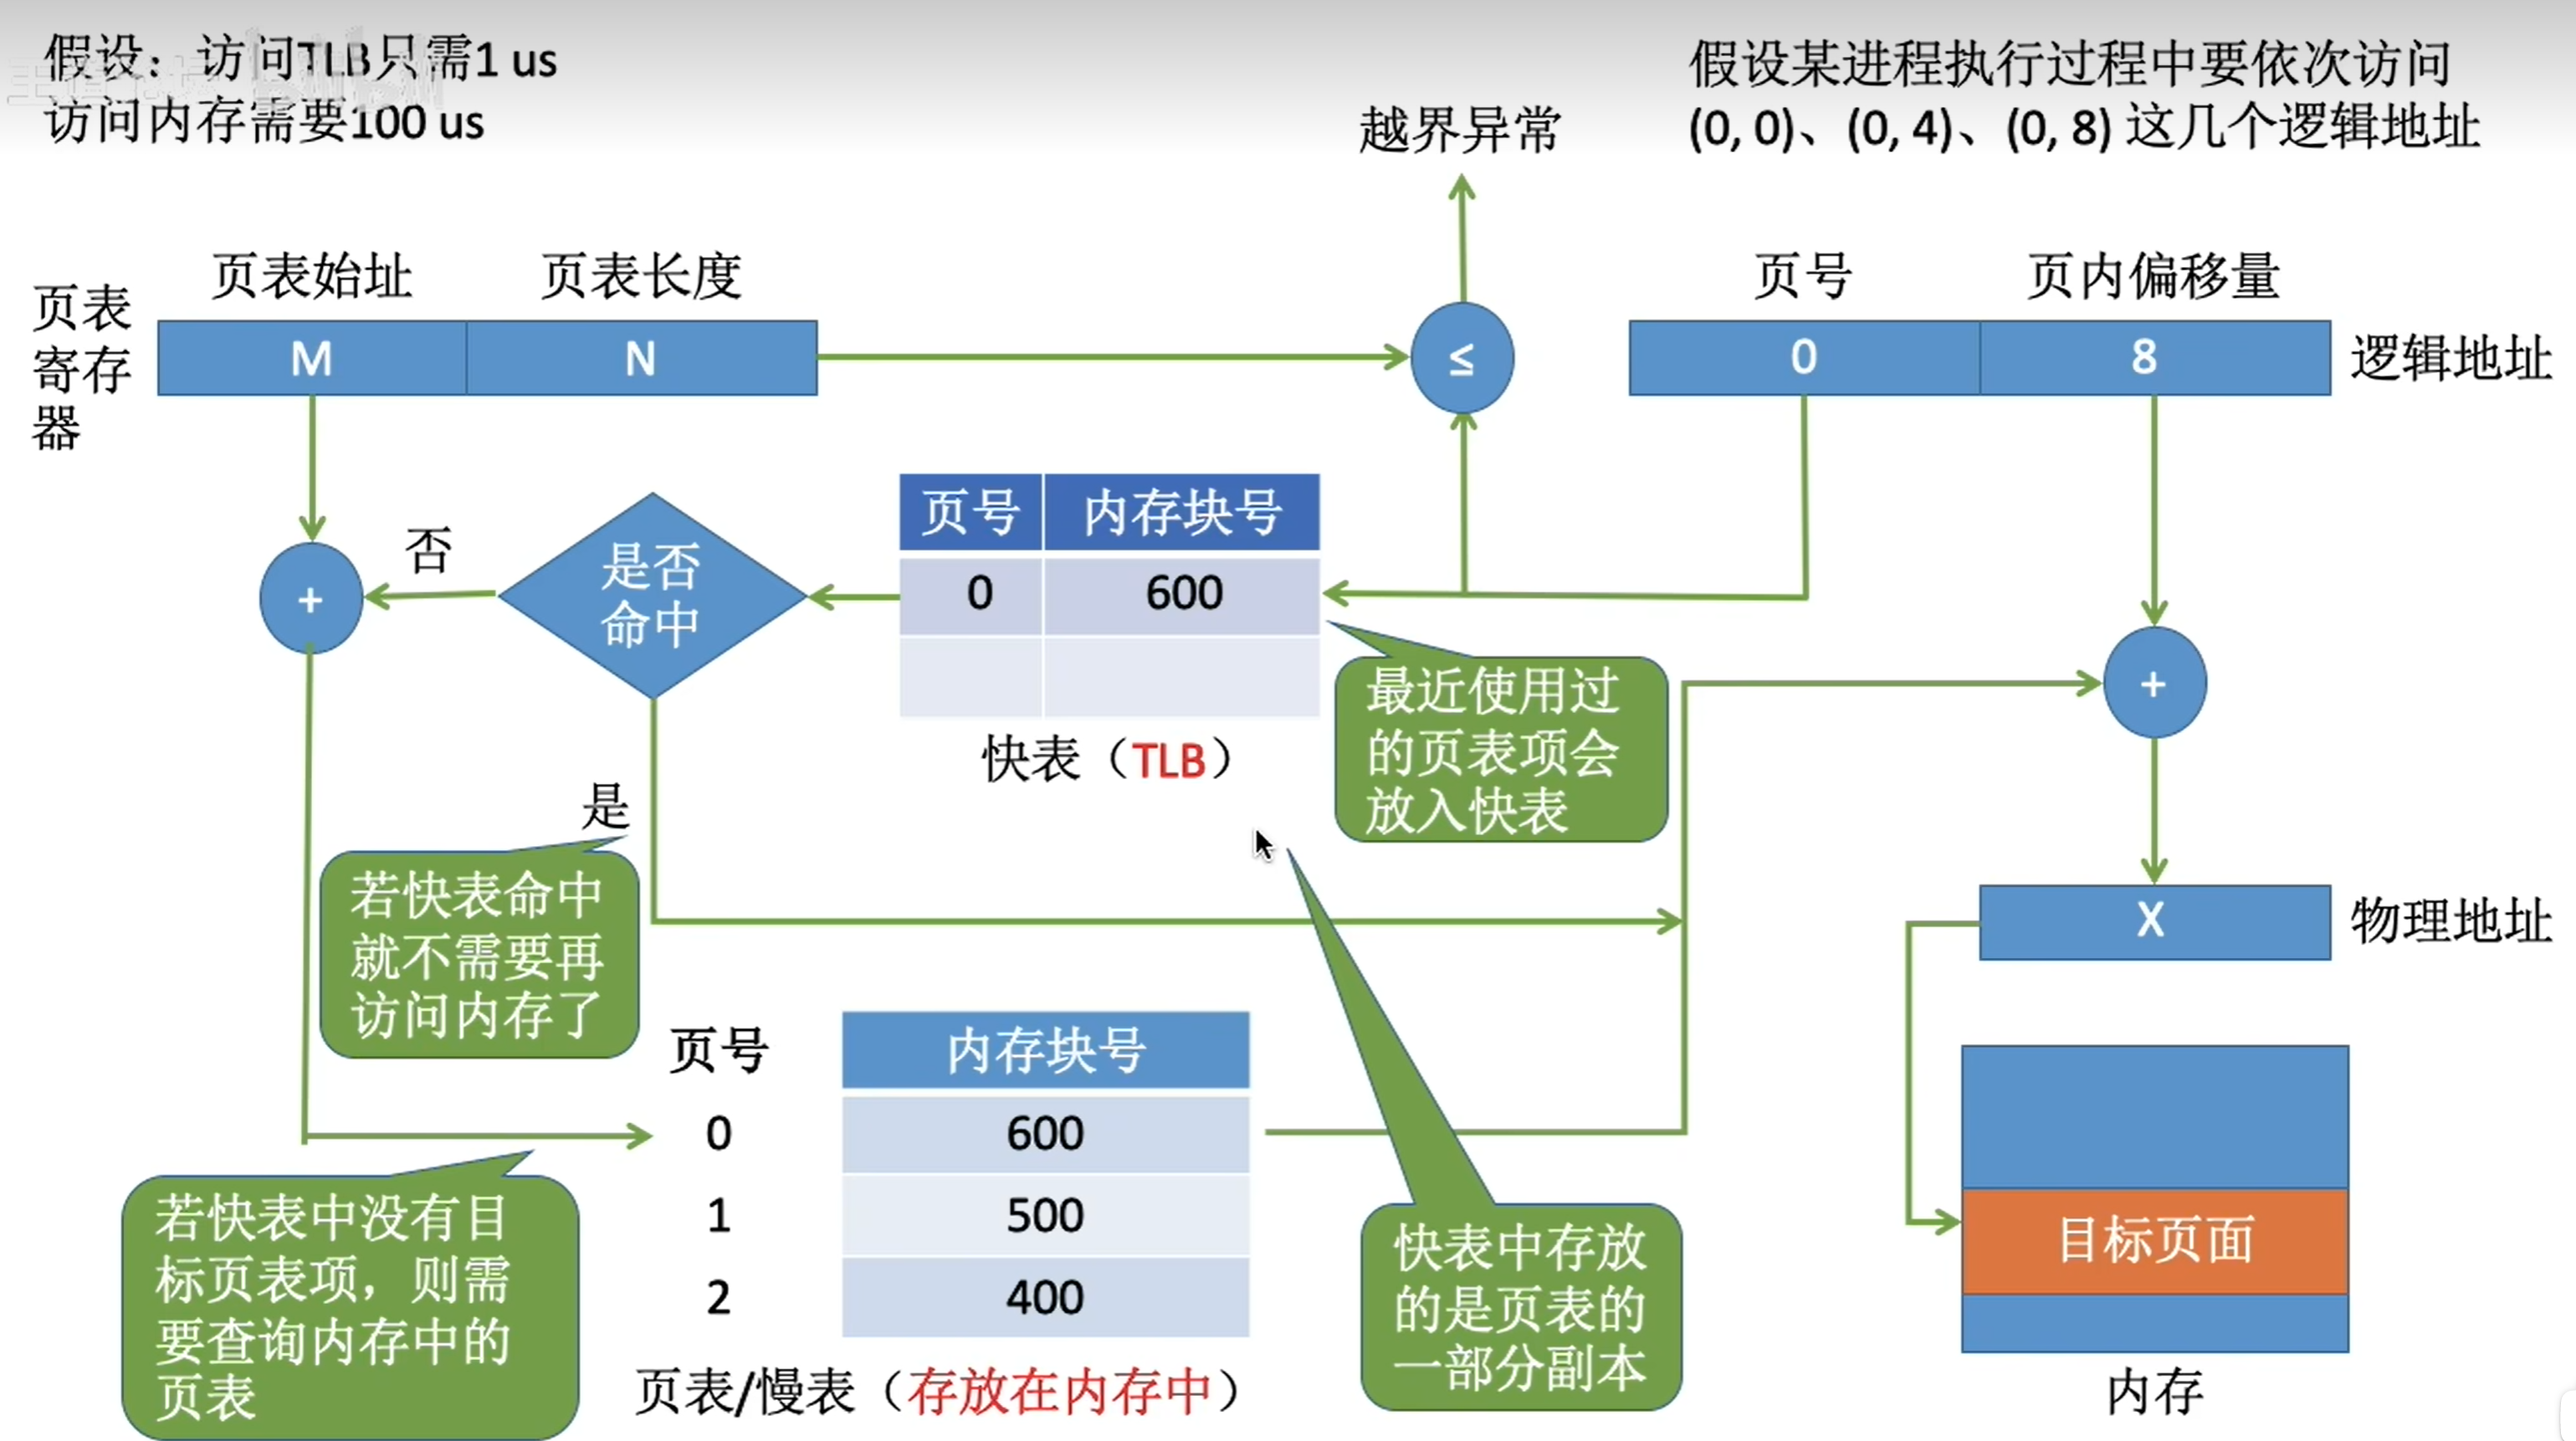 假设：访问TLB只需1 us
访问内存需要100 us
假设某进程执行过程中要依次访问
(0, 0)、(0, 4)、(0, 8) 这几个逻辑地址
越界异常
页表始址
页表长度
页表
寄存
器
M
N
≤
页号
页内偏移量
0
8
逻辑地址
+
否
是否
命中
页号
内存块号
0
600
快表（TLB）
最近使用过
的页表项会
放入快表
+
是
若快表命中
就不需要再
访问内存了
X
物理地址
页号
内存块号
0
600
1
500
2
400
页表/慢表（存放在内存中）
若快表中没有目
标页表项，则需
要查询内存中的
页表
快表中存放
的是页表的
一部分副本
目标页面
内存